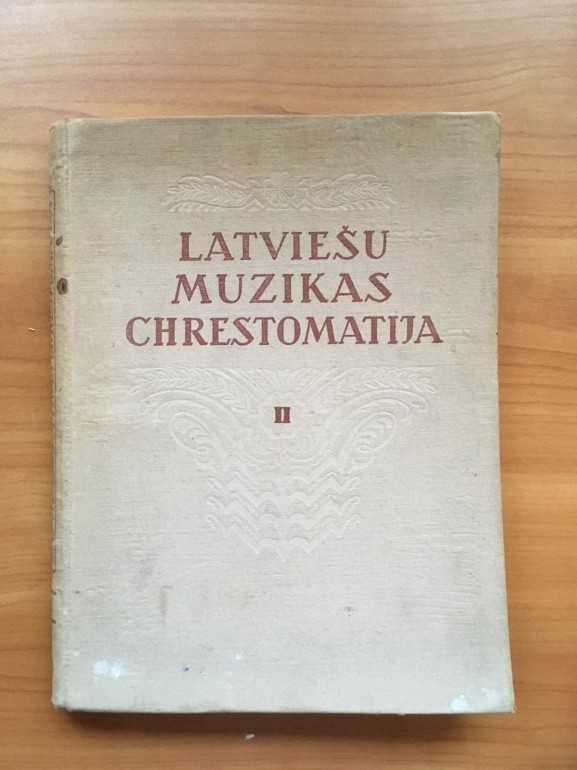 LATVIEŠU
MUZIKAS
CHRESTOMATIJA
II